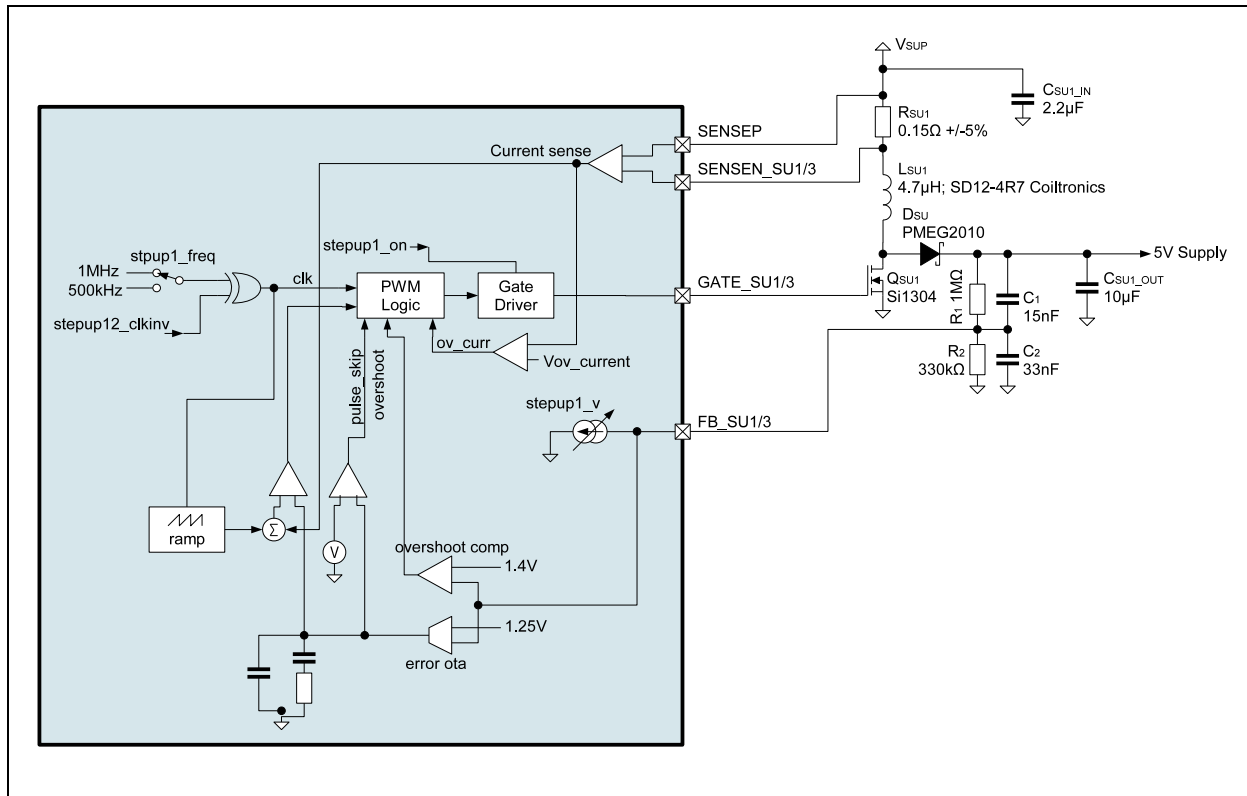 VSUP
CSU1_IN
2.2µF
RSU1
0.15Ω +/-5%
SENSEP
Current sense
SENSEN_SU1/3
LSU1
4.7µH; SD12-4R7 Coiltronics
DSU
PMEG2010
stepup1_on
stpup1_freq
1MHz
500kHz
clk
PWM
Logic
Gate
Driver
GATE_SU1/3
QSU1
Si1304
5V Supply
R1 1MΩ
C1
15nF
CSU1_OUT
10µF
stepup12_clkinv
ov_curr
Vov_current
pulse_skip
overshoot
R2
330kΩ
C2
33nF
stepup1_v
FB_SU1/3
ramp
Σ
V
overshoot comp
1.4V
1.25V
error ota